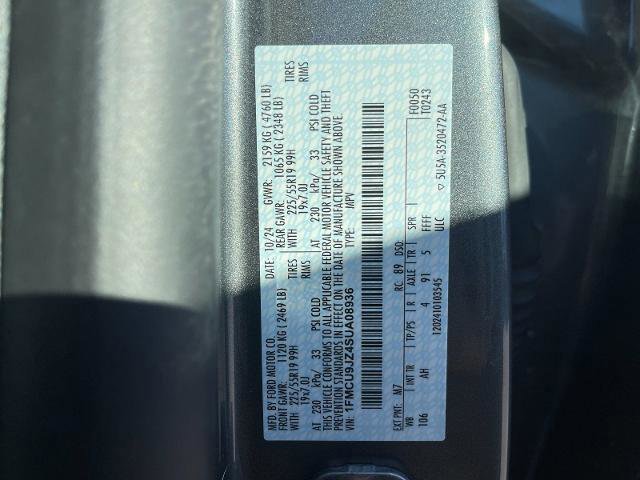 MFD. BY FORD MOTOR CO.
DATE: 10/24 GVWR: 2159 KG ( 4760 LB)
FRONT GAWR: 1120 KG ( 2469 LB) REAR GAWR: 1065 KG ( 2348 LB)
WITH 225/55R19 99H TIRES WITH 225/55R19 99H TIRES
19x7.0J RIMS 19x7.0J RIMS
AT 230 kPa/ 33 PSI COLD AT 230 kPa/ 33 PSI COLD
THIS VEHICLE CONFORMS TO ALL APPLICABLE FEDERAL MOTOR VEHICLE SAFETY AND THEFT
PREVENTION STANDARDS IN EFFECT ON THE DATE OF MANUFACTURE SHOWN ABOVE.
VIN: 1FMCU9JZ4SUA08936 TYPE: MPV
EXT PNT: M7 RC: 89 DSO: F0050
WB INT TR TP/PS R AXLE TR SPR T0243
106 AH 4 91 5 FFFF
ULC ▽ 5U5A-3520472-AA
120241010354​5